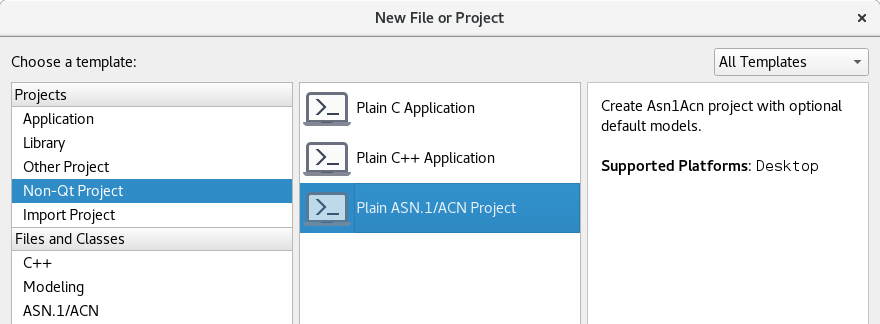 New File or Project
×
Choose a template:
All Templates
Projects
Application
Library
Other Project
Non-Qt Project
Import Project
Files and Classes
C++
Modeling
ASN.1/ACN
>_ Plain C Application
>_ Plain C++ Application
>_ Plain ASN.1/ACN Project
Create Asn1Acn project with optional
default models.
Supported Platforms: Desktop